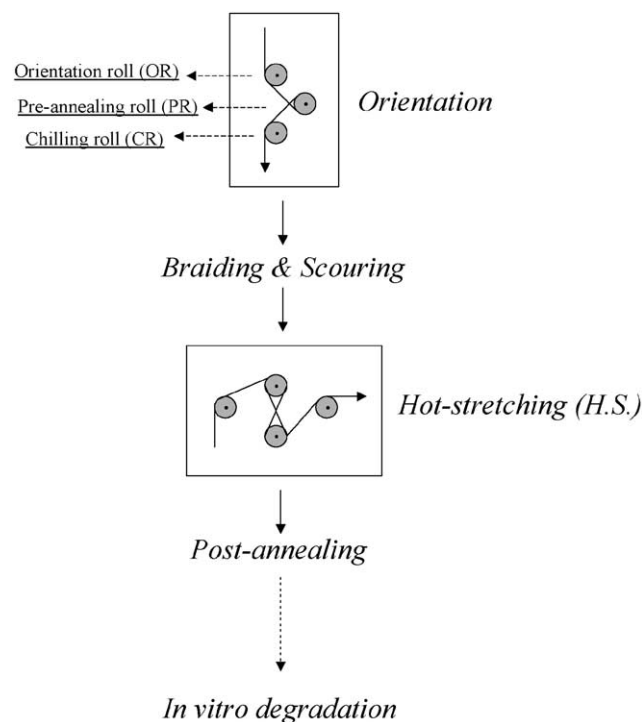 Orientation roll (OR)
Pre-annealing roll (PR)
Orientation
Chilling roll (CR)
Braiding & Scouring
Hot-stretching (H.S.)
Post-annealing
In vitro degradation